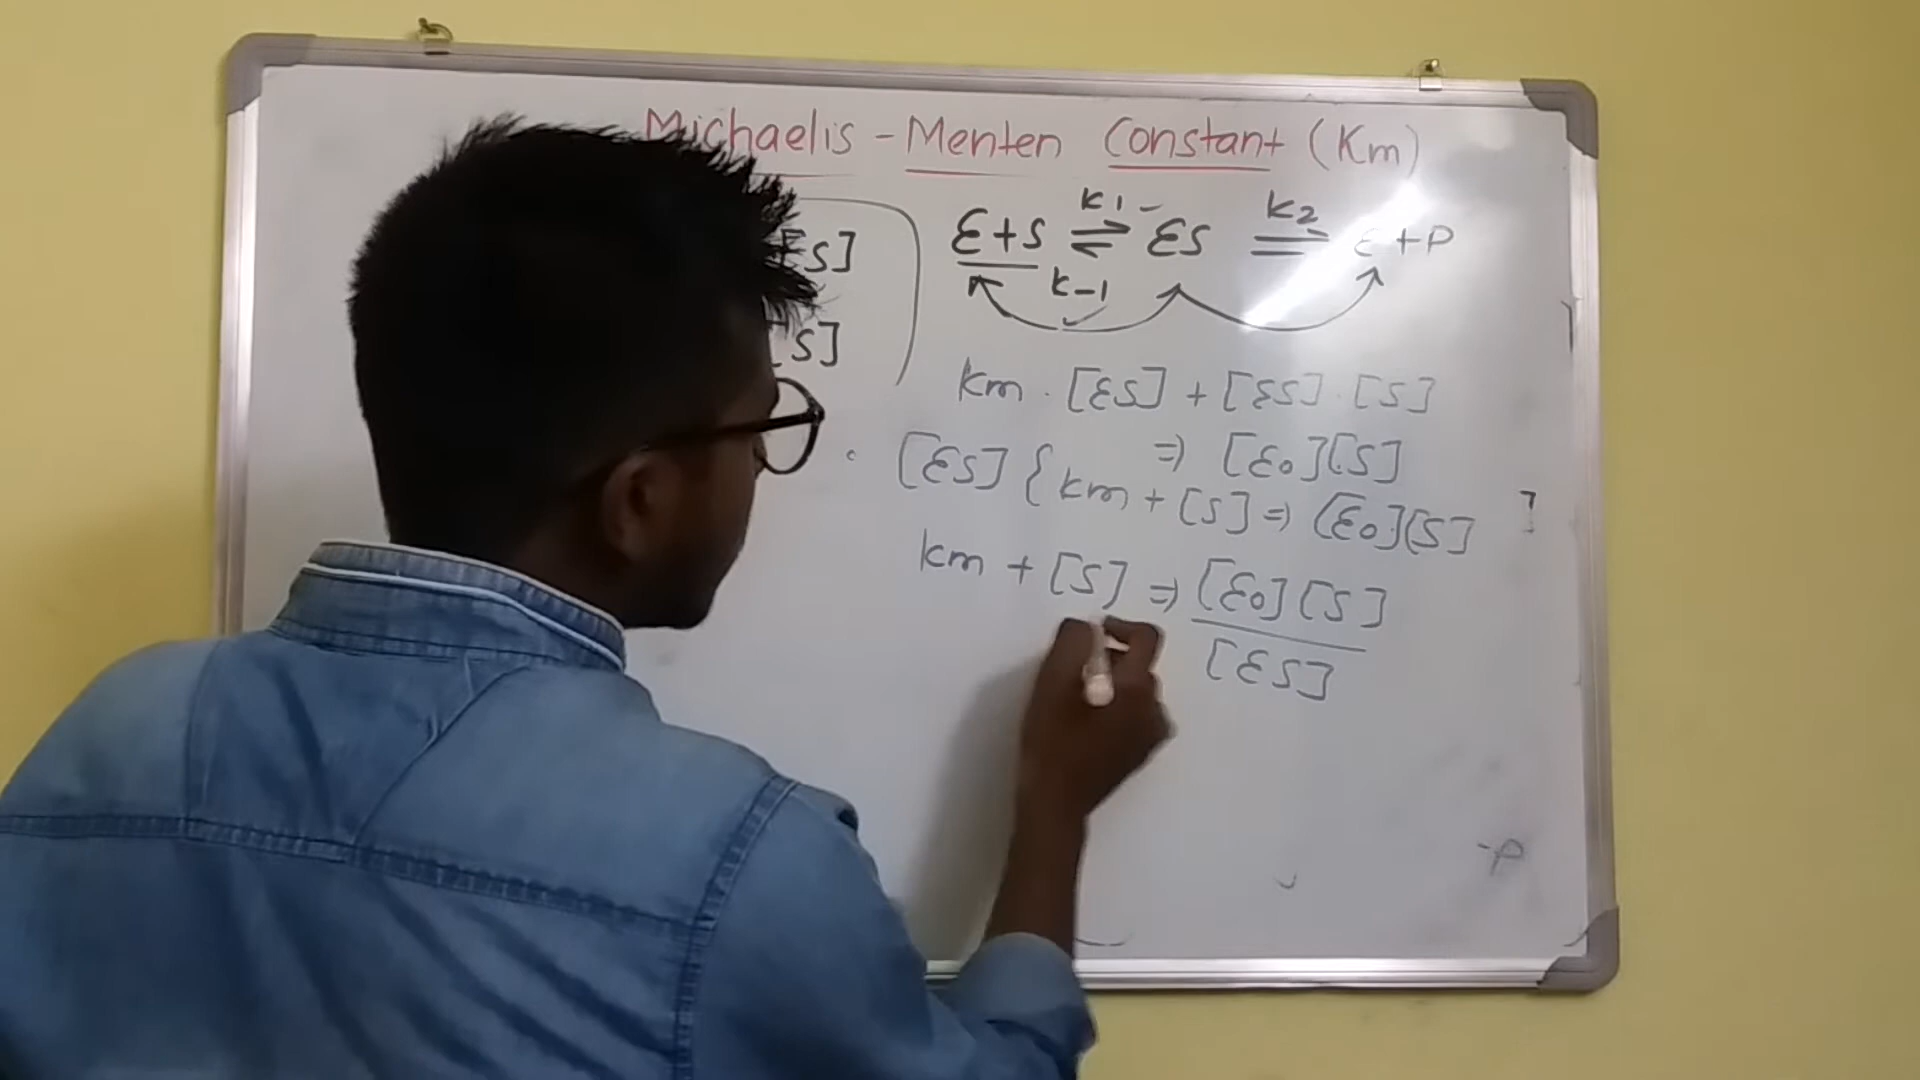 Michaelis - Menten Constant (Km)
ES]
[S]
E+S ⇌ ES = E+P
k1
k2
k-1
km . [ES] + [ES] . [S]
⇒ [E0][S]
[ES] { km + [S] ⇒ [E0][S]
km + [S] ⇒ [E0][S]
[ES]
]
-P